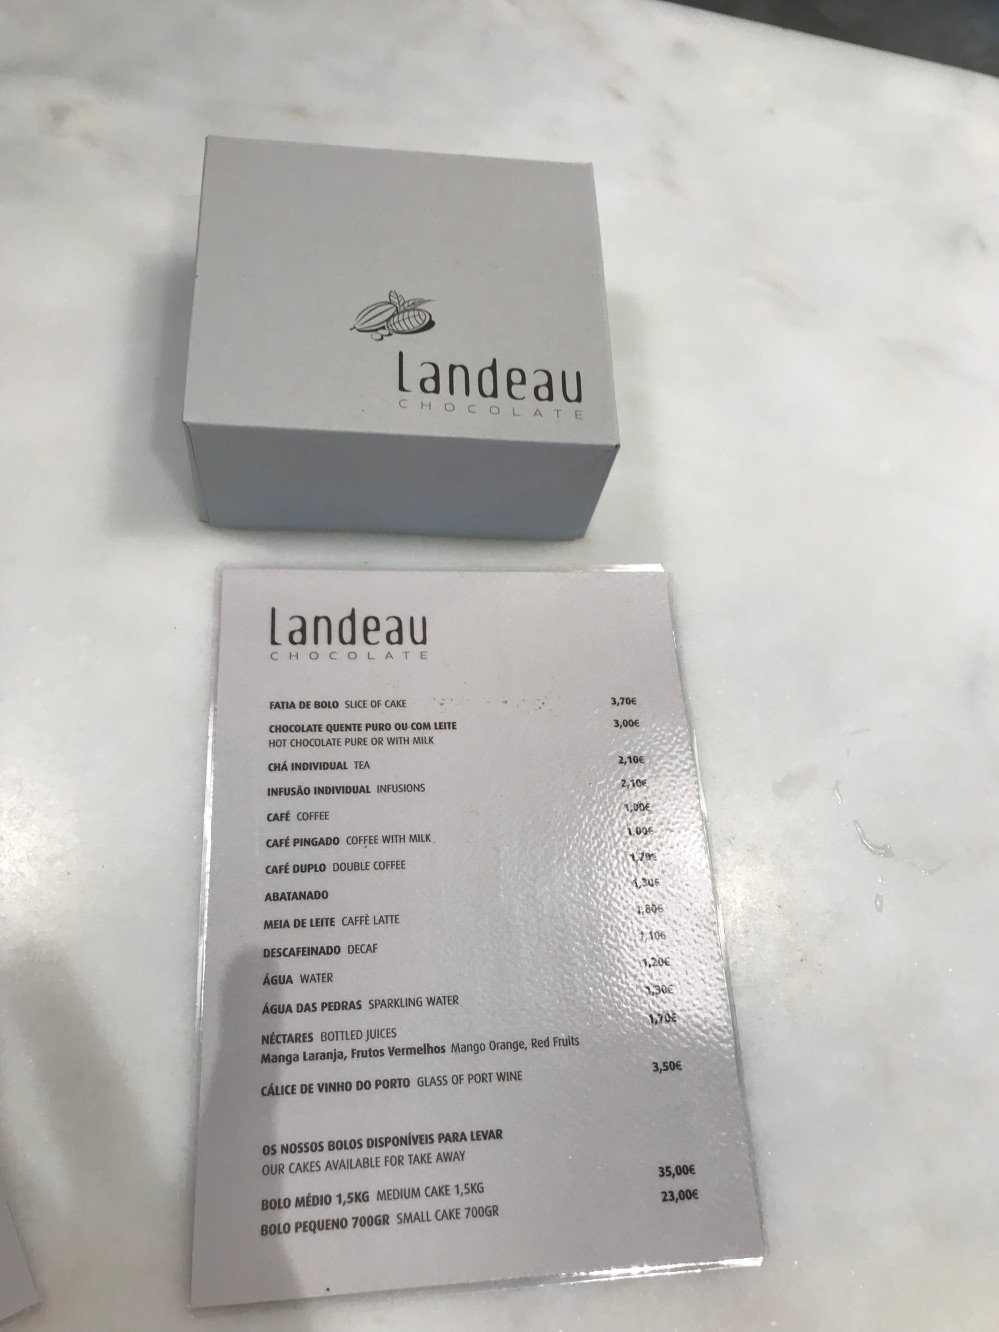 Landeau
CHOCOLATE
Landeau
CHOCOLATE
FATIA DE BOLO SLICE OF CAKE 3,70€
CHOCOLATE QUENTE PURO OU COM LEITE 3,00€
HOT CHOCOLATE PURE OR WITH MILK
CHÁ INDIVIDUAL TEA 2,10€
INFUSÃO INDIVIDUAL INFUSIONS 2,10€
CAFÉ COFFEE 1,00€
CAFÉ PINGADO COFFEE WITH MILK 1,00€
CAFÉ DUPLO DOUBLE COFFEE 1,70€
ABATANADO 1,30€
MEIA DE LEITE CAFFÈ LATTE 1,80€
DESCAFEINADO DECAF 1,10€
ÁGUA WATER 1,20€
ÁGUA DAS PEDRAS SPARKLING WATER 1,30€
NÉCTARES BOTTLED JUICES 1,70€
Manga Laranja, Frutos Vermelhos Mango Orange, Red Fruits
CÁLICE DE VINHO DO PORTO GLASS OF PORT WINE 3,50€
OS NOSSOS BOLOS DISPONÍVEIS PARA LEVAR
OUR CAKES AVAILABLE FOR TAKE AWAY
BOLO MÉDIO 1,5KG MEDIUM CAKE 1,5KG 35,00€
BOLO PEQUENO 700GR SMALL CAKE 700GR 23,00€